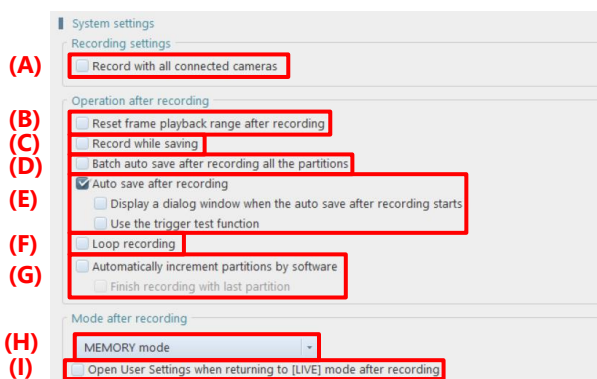 System settings
Recording settings
(A) Record with all connected cameras
Operation after recording
(B) Reset frame playback range after recording
(C) Record while saving
(D) Batch auto save after recording all the partitions
Auto save after recording
(E) Display a dialog window when the auto save after recording starts
Use the trigger test function
(F) Loop recording
(G) Automatically increment partitions by software
Finish recording with last partition
Mode after recording
(H) MEMORY mode
(I) Open User Settings when returning to [LIVE] mode after recording